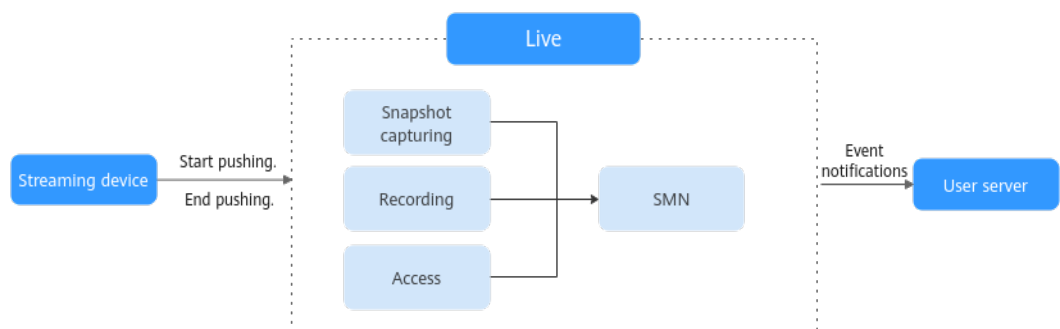 Live
Snapshot
capturing
Start pushing.
Event
notifications
Streaming device
End pushing.
Recording
SMN
User server
Access